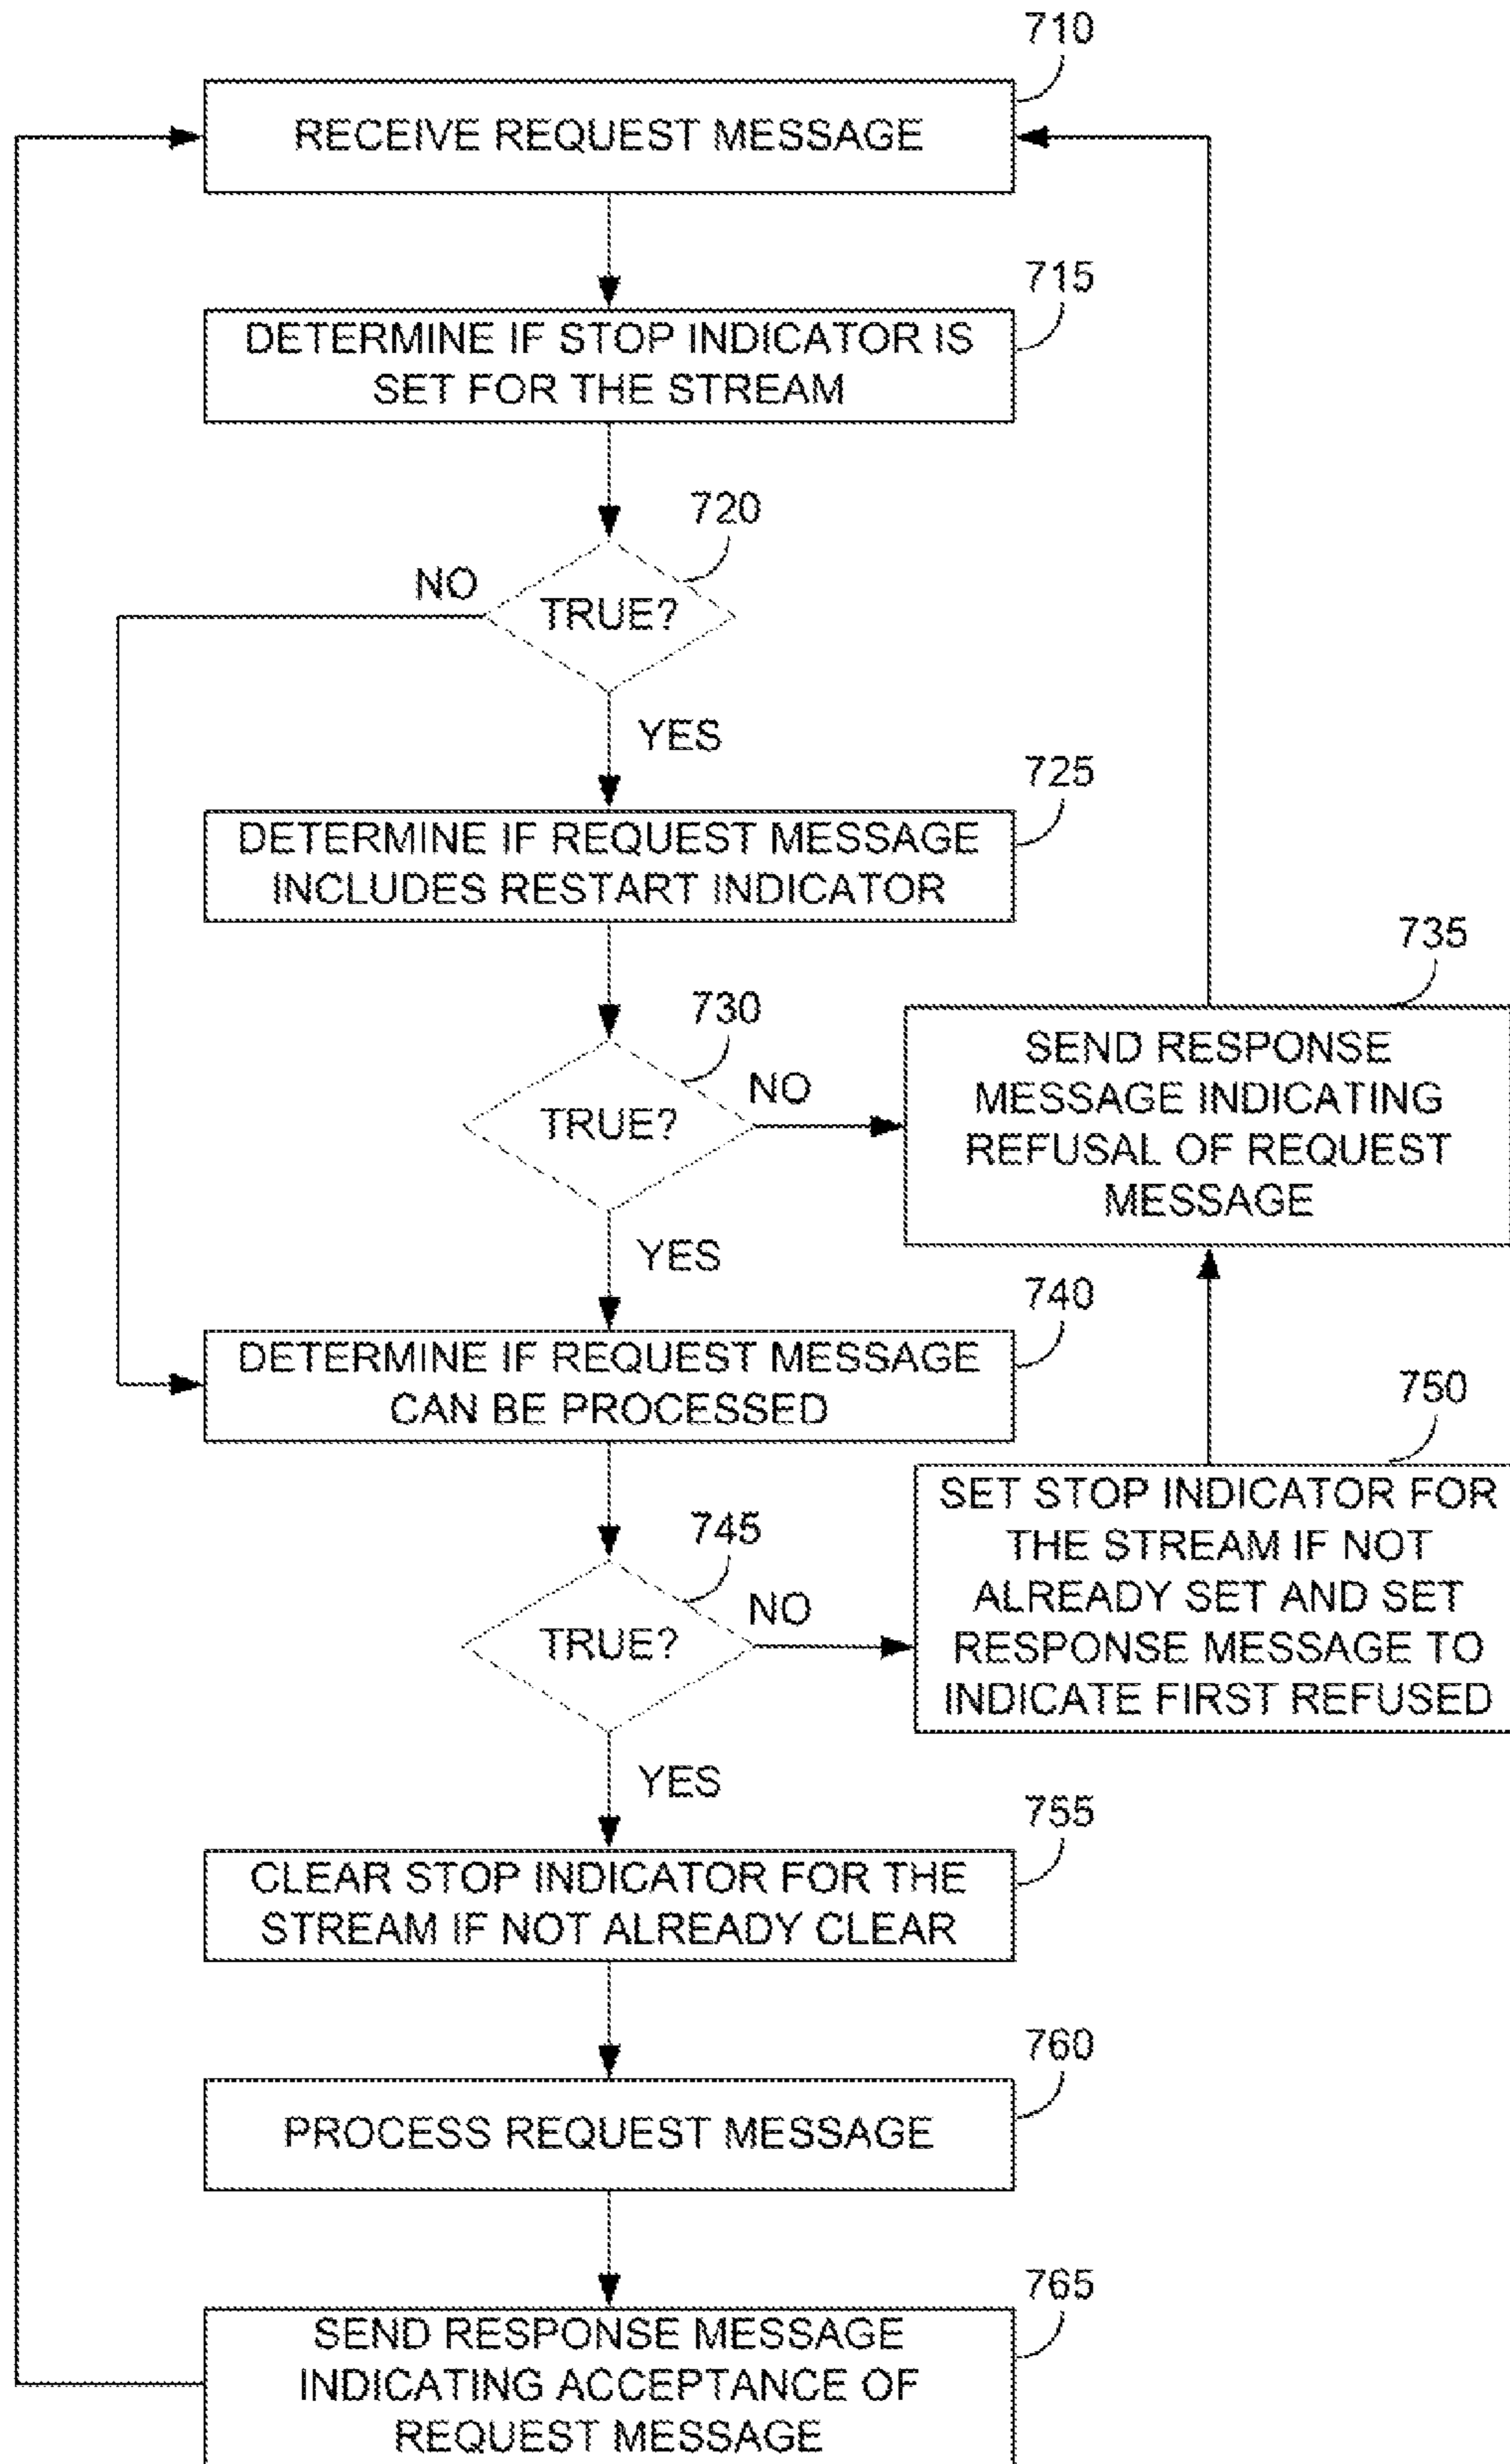 710
RECEIVE REQUEST MESSAGE
715
DETERMINE IF STOP INDICATOR IS
SET FOR THE STREAM
720
NO
TRUE?
YES
725
DETERMINE IF REQUEST MESSAGE
INCLUDES RESTART INDICATOR
730
TRUE?
NO
735
SEND RESPONSE
MESSAGE INDICATING
REFUSAL OF REQUEST
MESSAGE
YES
740
DETERMINE IF REQUEST MESSAGE
CAN BE PROCESSED
745
TRUE?
NO
750
SET STOP INDICATOR FOR
THE STREAM IF NOT
ALREADY SET AND SET
RESPONSE MESSAGE TO
INDICATE FIRST REFUSED
YES
755
CLEAR STOP INDICATOR FOR THE
STREAM IF NOT ALREADY CLEAR
760
PROCESS REQUEST MESSAGE
765
SEND RESPONSE MESSAGE
INDICATING ACCEPTANCE OF
REQUEST MESSAGE